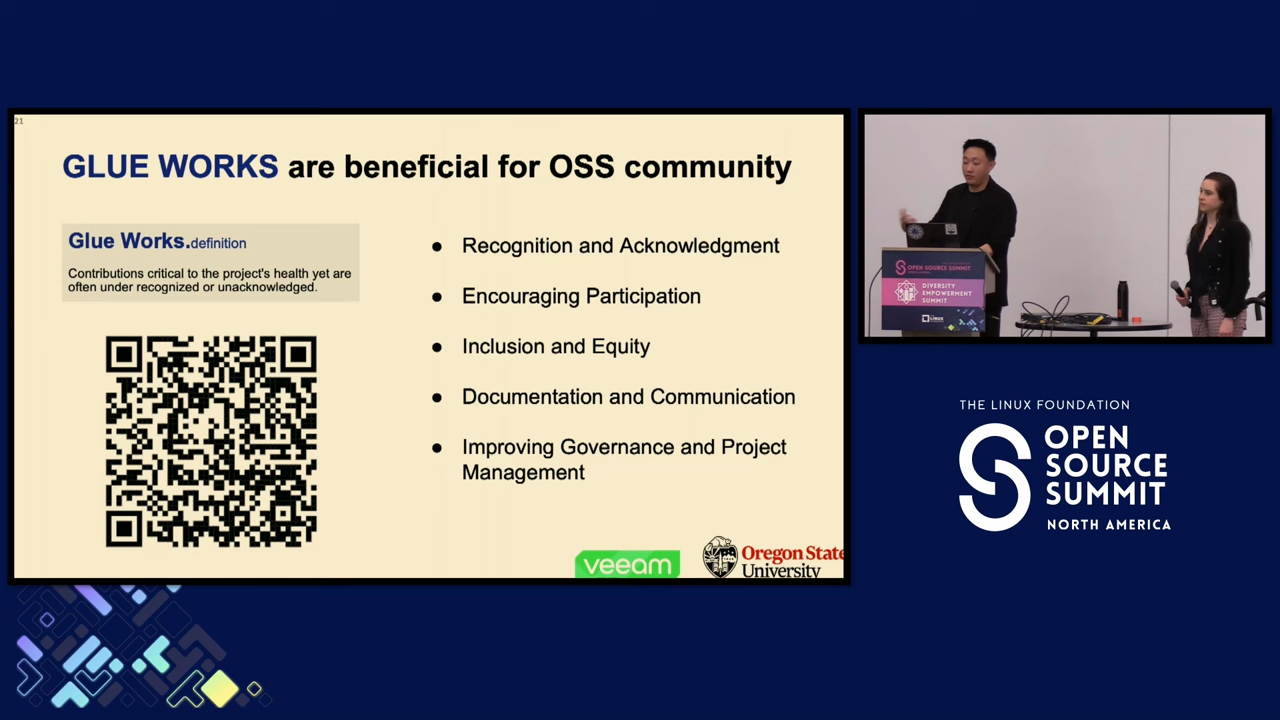 21
GLUE WORKS are beneficial for OSS community
Glue Works.definition
Contributions critical to the project's health yet are
often under recognized or unacknowledged.
● Recognition and Acknowledgment
● Encouraging Participation
● Inclusion and Equity
● Documentation and Communication
● Improving Governance and Project
Management
veeam
Oregon State
University
OPEN SOURCE SUMMIT
DIVERSITY
EMPOWERMENT
SUMMIT
THE LINUX FOUNDATION
OPEN
SOURCE
SUMMIT
NORTH AMERICA